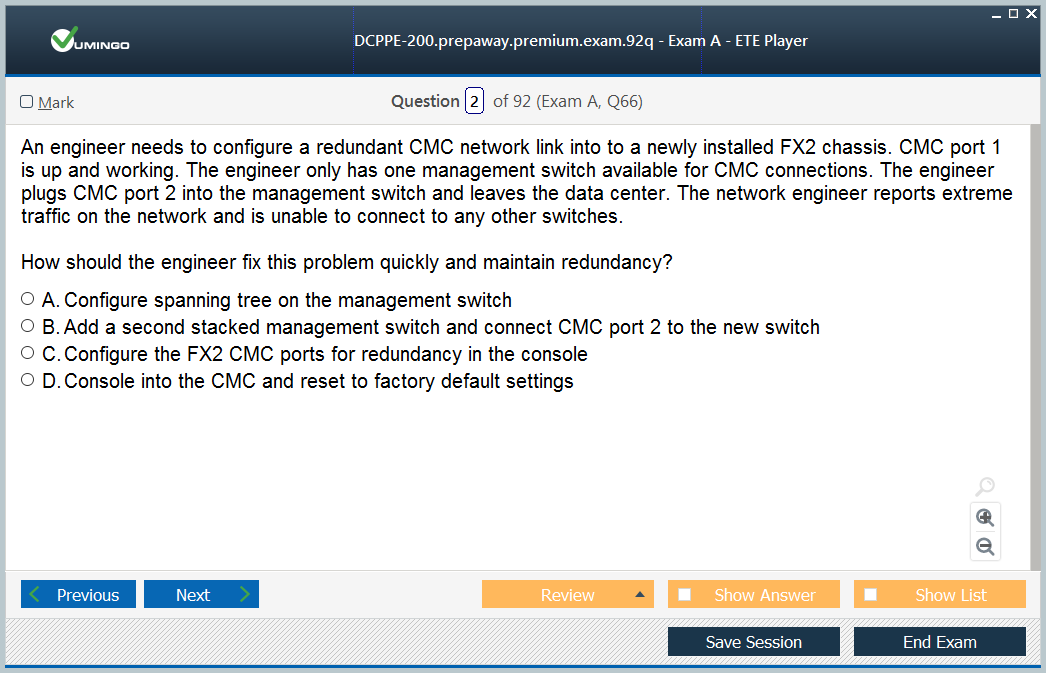 VUMINGO
DCPPE-200.prepaway.premium.exam.92q - Exam A - ETE Player
Mark
Question 2 of 92 (Exam A, Q66)
An engineer needs to configure a redundant CMC network link into to a newly installed FX2 chassis. CMC port 1
is up and working. The engineer only has one management switch available for CMC connections. The engineer
plugs CMC port 2 into the management switch and leaves the data center. The network engineer reports extreme
traffic on the network and is unable to connect to any other switches.
How should the engineer fix this problem quickly and maintain redundancy?
A. Configure spanning tree on the management switch
B. Add a second stacked management switch and connect CMC port 2 to the new switch
C. Configure the FX2 CMC ports for redundancy in the console
D. Console into the CMC and reset to factory default settings
Previous Next Review Show Answer Show List
Save Session End Exam